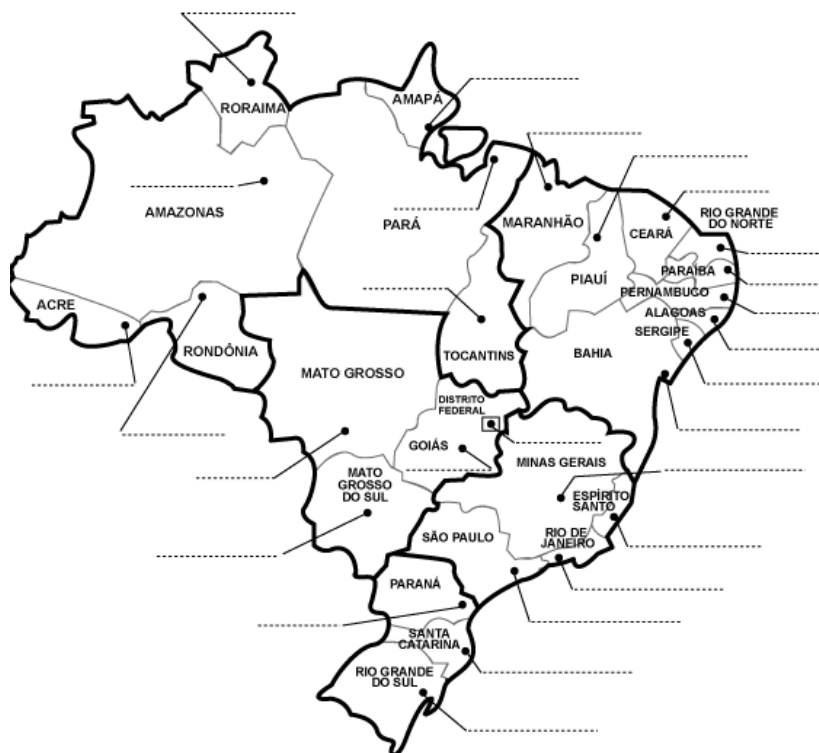 RORAIMA
AMAPÁ
AMAZONAS
PARÁ
MARANHÃO
CEARÁ
RIO GRANDE
DO NORTE
PIAUÍ
PARAÍBA
PERNAMBUCO
ALAGOAS
SERGIPE
ACRE
RONDÔNIA
TOCANTINS
BAHIA
MATO GROSSO
DISTRITO
FEDERAL
GOIÁS
MINAS GERAIS
MATO
GROSSO
DO SUL
ESPÍRITO
SANTO
SÃO PAULO
RIO DE
JANEIRO
PARANÁ
SANTA
CATARINA
RIO GRANDE
DO SUL